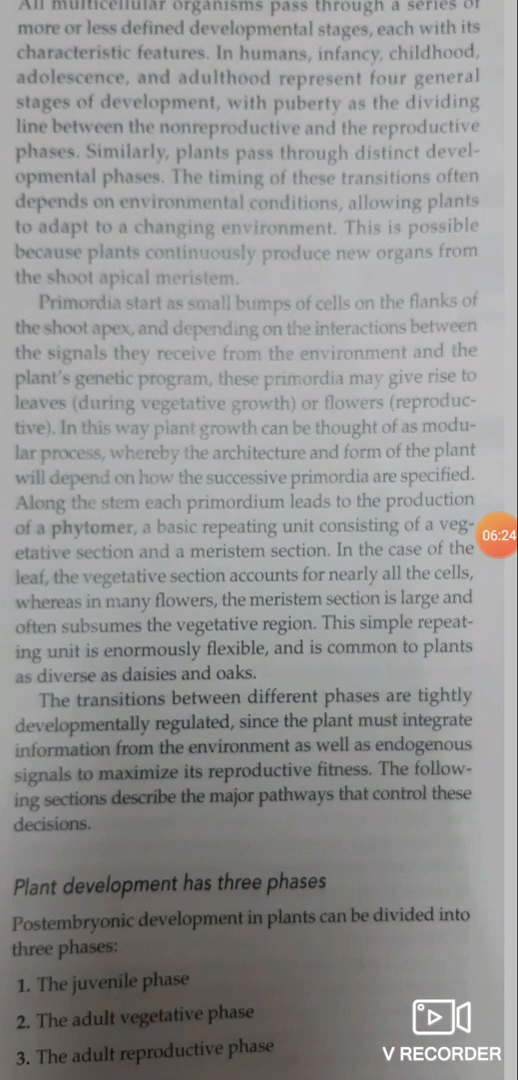 All multicellular organisms pass through a series of
more or less defined developmental stages, each with its
characteristic features. In humans, infancy, childhood,
adolescence, and adulthood represent four general
stages of development, with puberty as the dividing
line between the nonreproductive and the reproductive
phases. Similarly, plants pass through distinct devel-
opmental phases. The timing of these transitions often
depends on environmental conditions, allowing plants
to adapt to a changing environment. This is possible
because plants continuously produce new organs from
the shoot apical meristem.
Primordia start as small bumps of cells on the flanks of
the shoot apex, and depending on the interactions between
the signals they receive from the environment and the
plant's genetic program, these primordia may give rise to
leaves (during vegetative growth) or flowers (reproduc-
tive). In this way plant growth can be thought of as modu-
lar process, whereby the architecture and form of the plant
will depend on how the successive primordia are specified.
Along the stem each primordium leads to the production
of a phytomer, a basic repeating unit consisting of a veg-
etative section and a meristem section. In the case of the
leaf, the vegetative section accounts for nearly all the cells,
whereas in many flowers, the meristem section is large and
often subsumes the vegetative region. This simple repeat-
ing unit is enormously flexible, and is common to plants
as diverse as daisies and oaks.
The transitions between different phases are tightly
developmentally regulated, since the plant must integrate
information from the environment as well as endogenous
signals to maximize its reproductive fitness. The follow-
ing sections describe the major pathways that control these
decisions.
Plant development has three phases
Postembryonic development in plants can be divided into
three phases:
1. The juvenile phase
2. The adult vegetative phase
3. The adult reproductive phase
06:24
V RECORDER